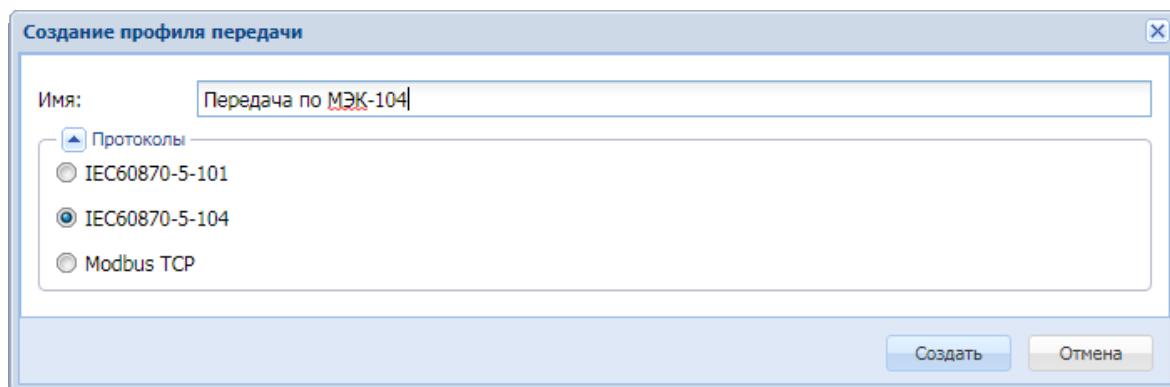 Создание профиля передачи
Имя: Передача по МЭК-104
Протоколы
IEC60870-5-101
IEC60870-5-104
Modbus TCP
Создать Отмена